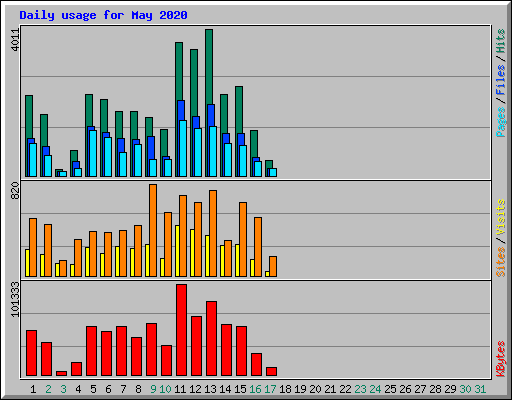 Daily usage for May 2020
4011
Pages / Files / Hits
820
Sites / Visits
101333
KBytes
1 2 3 4 5 6 7 8 9 10 11 12 13 14 15 16 17 18 19 20 21 22 23 24 25 26 27 28 29 30 31